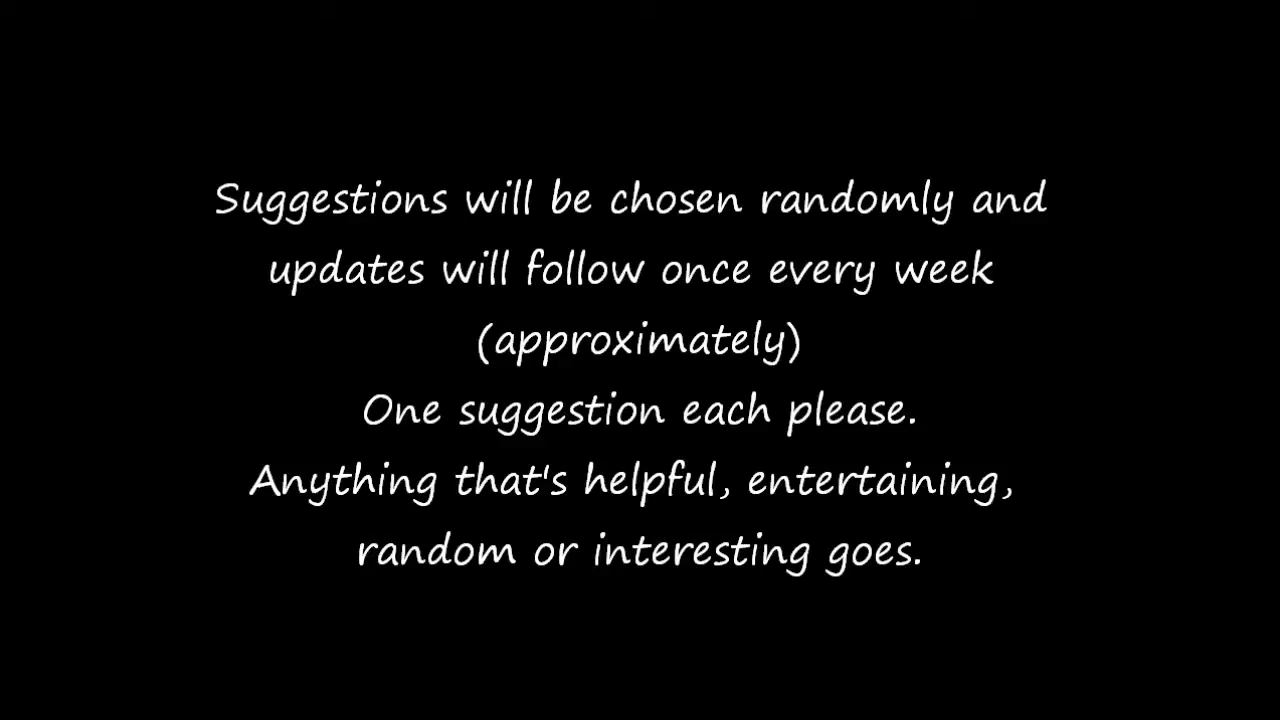 Suggestions will be chosen randomly and
updates will follow once every week
(approximately)
One suggestion each please.
Anything that's helpful, entertaining,
random or interesting goes.